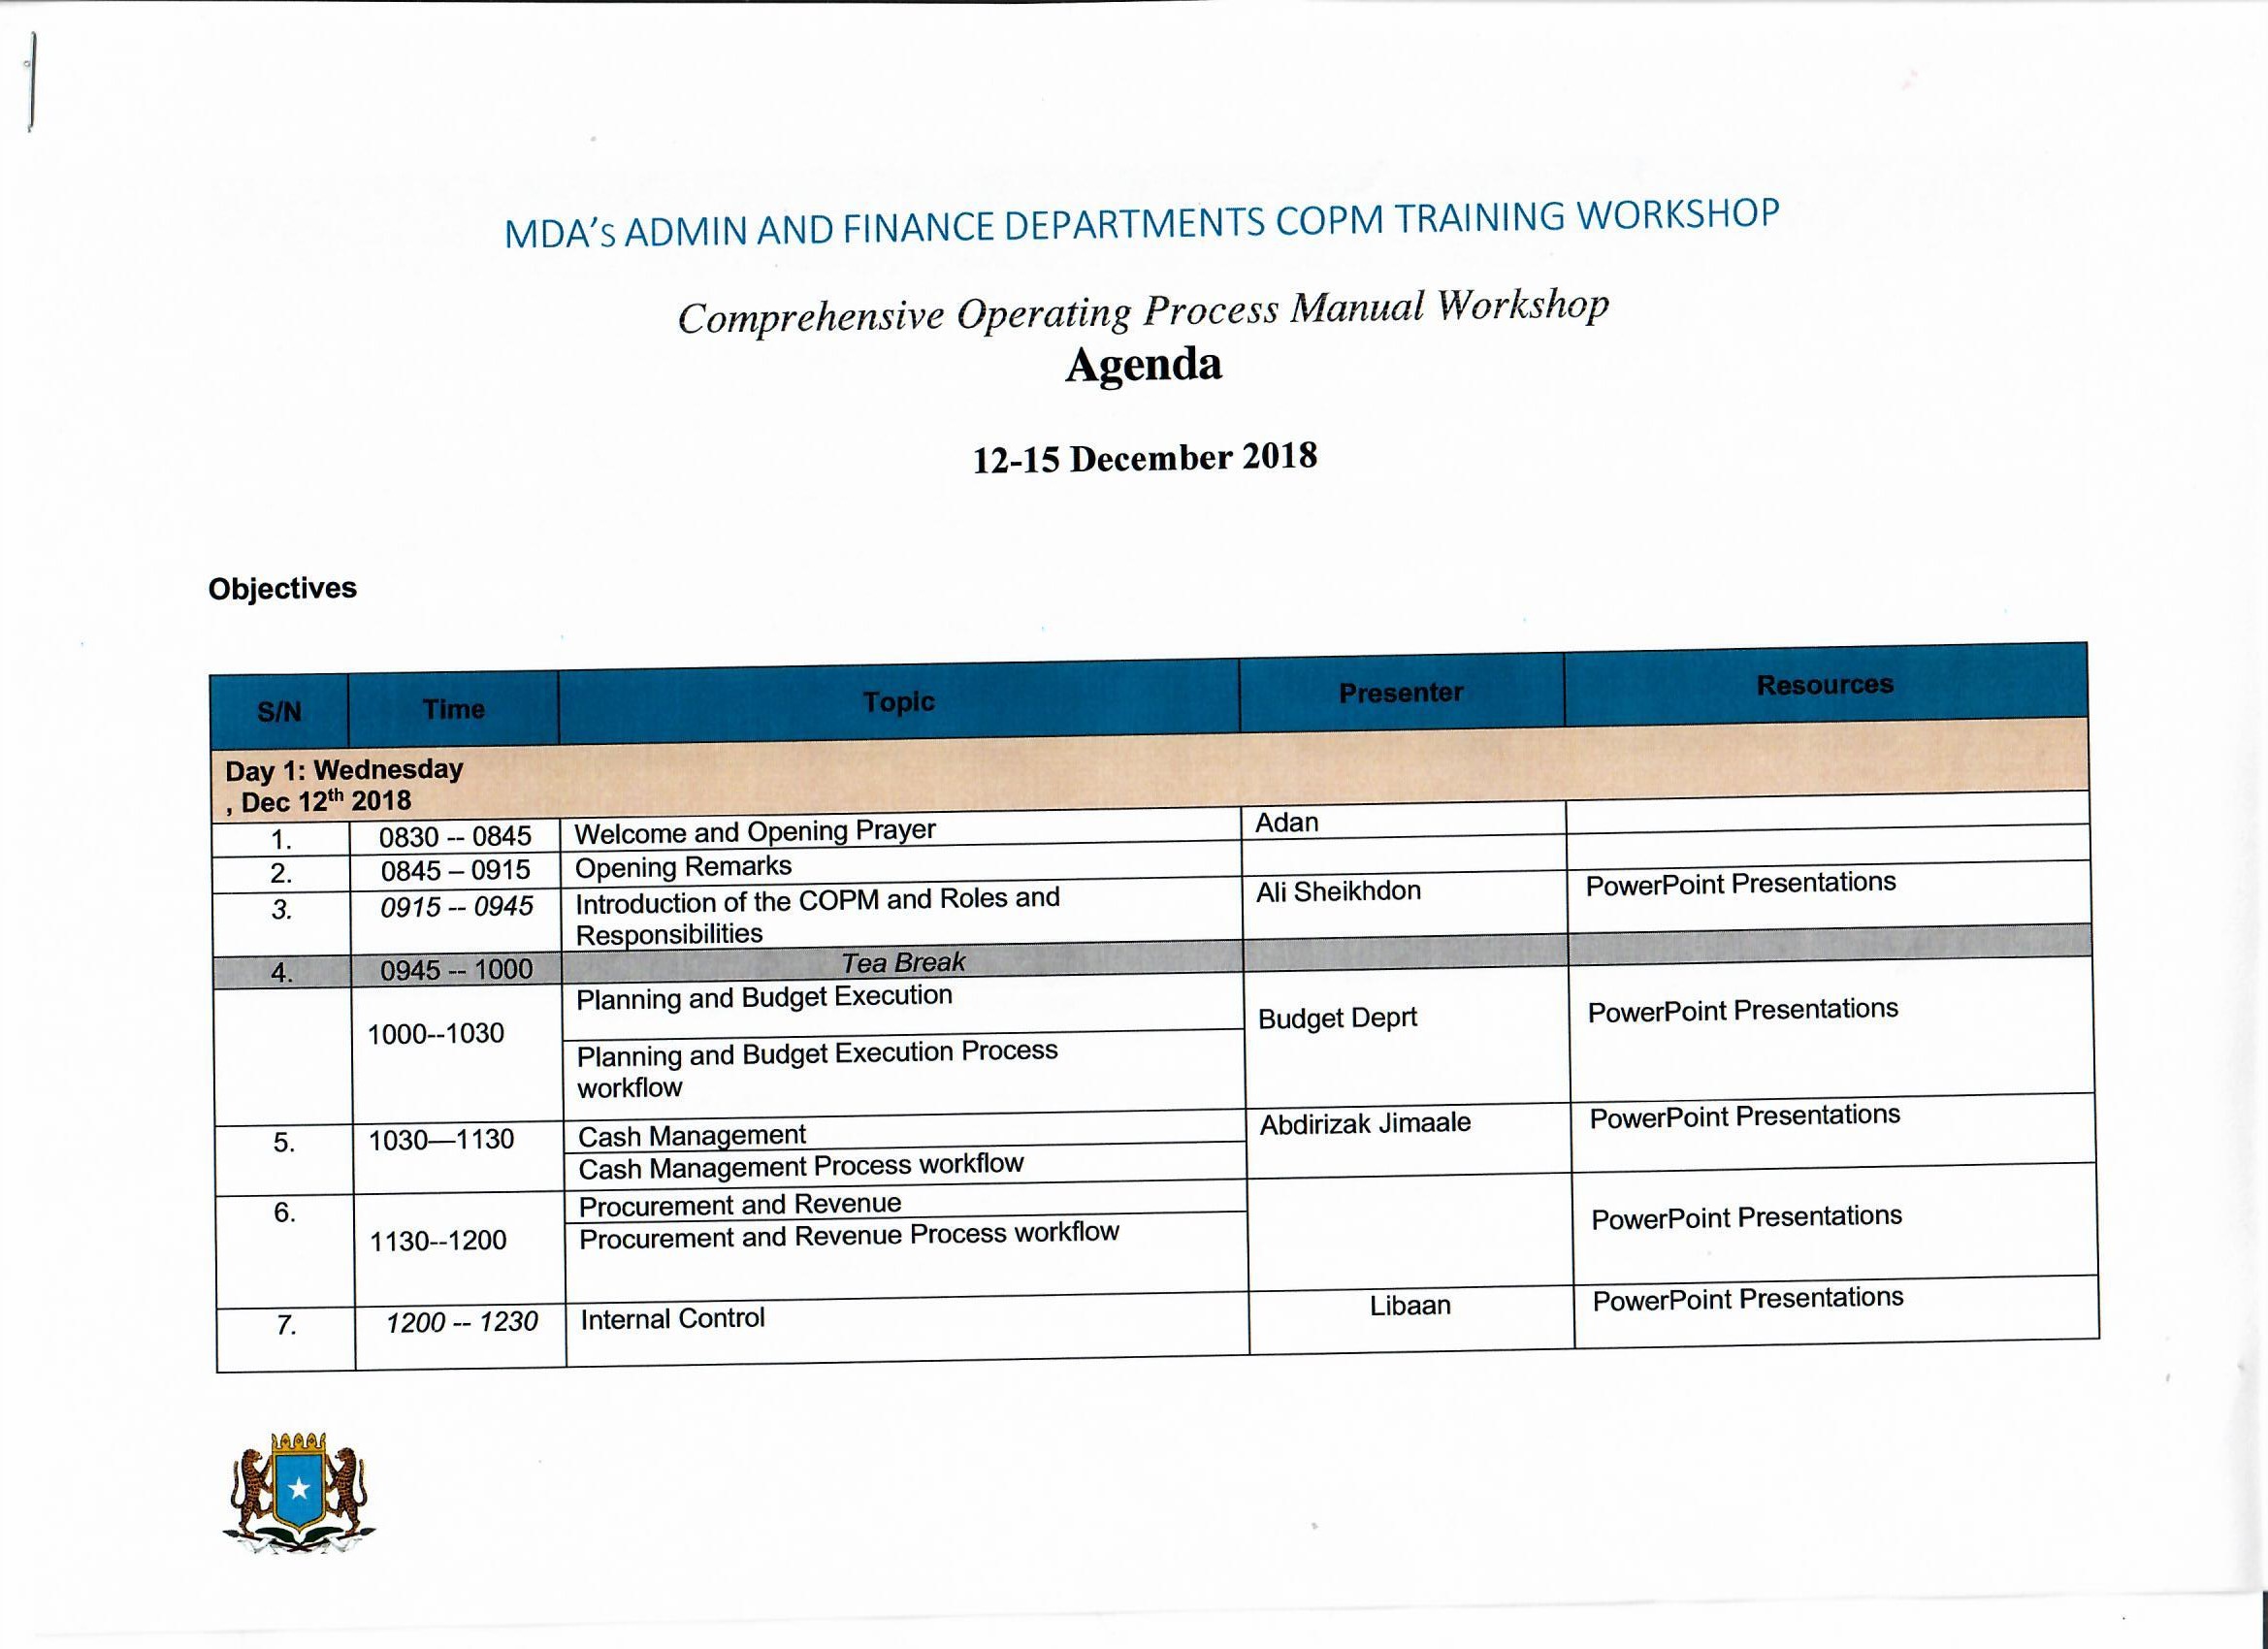 MDA's ADMIN AND FINANCE DEPARTMENTS COPM TRAINING WORKSHOP
Comprehensive Operating Process Manual Workshop
Agenda
12-15 December 2018
Objectives
S/N Time Topic Presenter Resources
Day 1: Wednesday
, Dec 12th 2018
1. 0830 -- 0845 Welcome and Opening Prayer Adan
2. 0845 – 0915 Opening Remarks
3. 0915 -- 0945 Introduction of the COPM and Roles and Ali Sheikhdon PowerPoint Presentations
Responsibilities
4. 0945 -- 1000 Tea Break
Planning and Budget Execution
1000--1030 Budget Deprt PowerPoint Presentations
Planning and Budget Execution Process
workflow
5. 1030—1130 Cash Management Abdirizak Jimaale PowerPoint Presentations
Cash Management Process workflow
6. Procurement and Revenue
1130--1200 Procurement and Revenue Process workflow PowerPoint Presentations
7. 1200 -- 1230 Internal Control Libaan PowerPoint Presentations